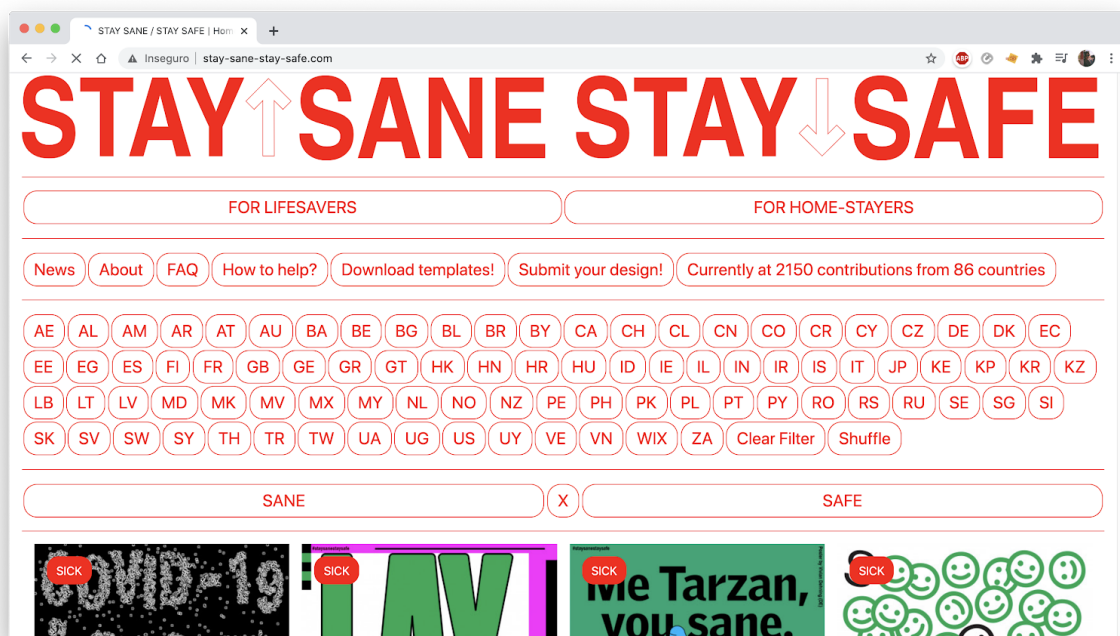 STAY SANE / STAY SAFE | Hom
Inseguro | stay-sane-stay-safe.com
ABP
STAY↑SANE STAY↓SAFE
FOR LIFESAVERS FOR HOME-STAYERS
News About FAQ How to help? Download templates! Submit your design! Currently at 2150 contributions from 86 countries
AE AL AM AR AT AU BA BE BG BL BR BY CA CH CL CN CO CR CY CZ DE DK EC
EE EG ES FI FR GB GE GR GT HK HN HR HU ID IE IL IN IR IS IT JP KE KP KR KZ
LB LT LV MD MK MV MX MY NL NO NZ PE PH PK PL PT PY RO RS RU SE SG SI
SK SV SW SY TH TR TW UA UG US UY VE VN WIX ZA Clear Filter Shuffle
SANE X SAFE
SICK SICK SICK SICK
COVID-19
Me Tarzan,
you sane.